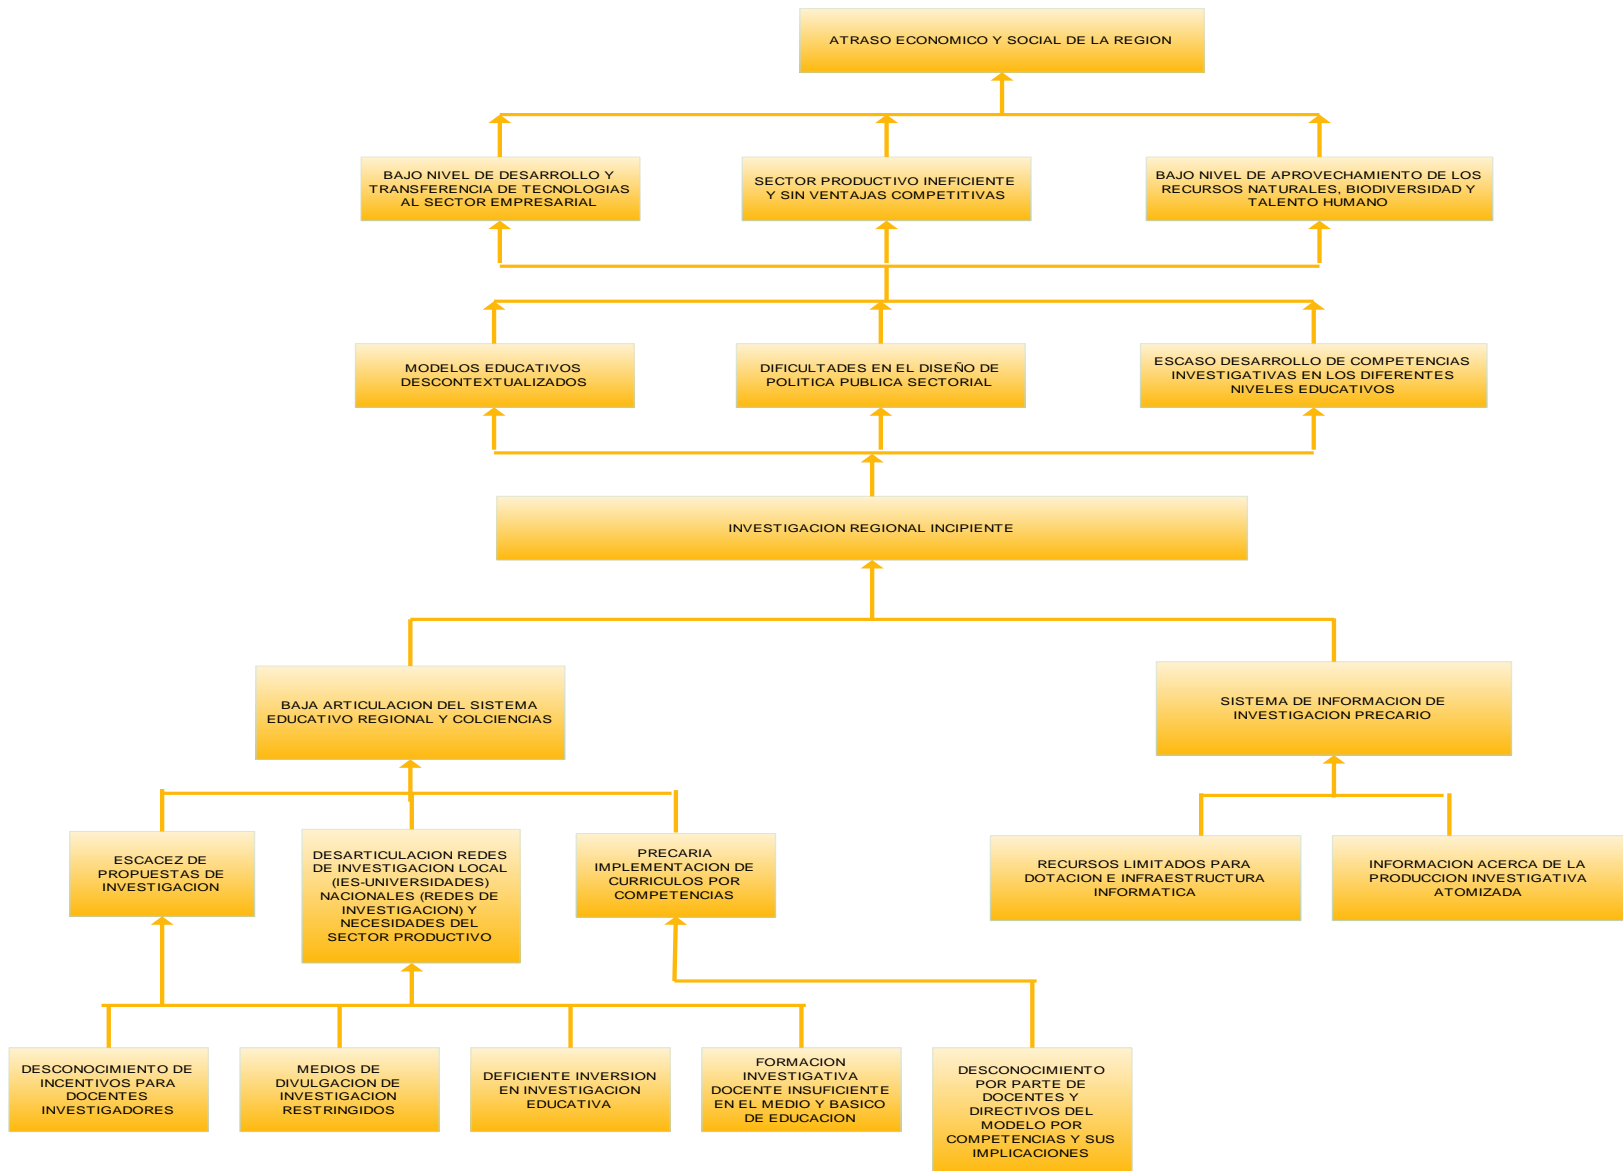 ATRASO ECONOMICO Y SOCIAL DE LA REGION
BAJO NIVEL DE DESARROLLO Y
TRANSFERENCIA DE TECNOLOGIAS
AL SECTOR EMPRESARIAL
SECTOR PRODUCTIVO INEFICIENTE
Y SIN VENTAJAS COMPETITIVAS
BAJO NIVEL DE APROVECHAMIENTO DE LOS
RECURSOS NATURALES, BIODIVERSIDAD Y
TALENTO HUMANO
MODELOS EDUCATIVOS
DESCONTEXTUALIZADOS
DIFICULTADES EN EL DISEÑO DE
POLITICA PUBLICA SECTORIAL
ESCASO DESARROLLO DE COMPETENCIAS
INVESTIGATIVAS EN LOS DIFERENTES
NIVELES EDUCATIVOS
INVESTIGACION REGIONAL INCIPIENTE
BAJA ARTICULACION DEL SISTEMA
EDUCATIVO REGIONAL Y COLCIENCIAS
SISTEMA DE INFORMACION DE
INVESTIGACION PRECARIO
ESCACEZ DE
PROPUESTAS DE
INVESTIGACION
DESARTICULACION REDES
DE INVESTIGACION LOCAL
(IES-UNIVERSIDADES)
NACIONALES (REDES DE
INVESTIGACION) Y
NECESIDADES DEL
SECTOR PRODUCTIVO
PRECARIA
IMPLEMENTACION DE
CURRICULOS POR
COMPETENCIAS
RECURSOS LIMITADOS PARA
DOTACION E INFRAESTRUCTURA
INFORMATICA
INFORMACION ACERCA DE LA
PRODUCCION INVESTIGATIVA
ATOMIZADA
DESCONOCIMIENTO DE
INCENTIVOS PARA
DOCENTES
INVESTIGADORES
MEDIOS DE
DIVULGACION DE
INVESTIGACION
RESTRINGIDOS
DEFICIENTE INVERSION
EN INVESTIGACION
EDUCATIVA
FORMACION
INVESTIGATIVA
DOCENTE INSUFICIENTE
EN EL MEDIO Y BASICO
DE EDUCACION
DESCONOCIMIENTO
POR PARTE DE
DOCENTES Y
DIRECTIVOS DEL
MODELO POR
COMPETENCIAS Y SUS
IMPLICACIONES